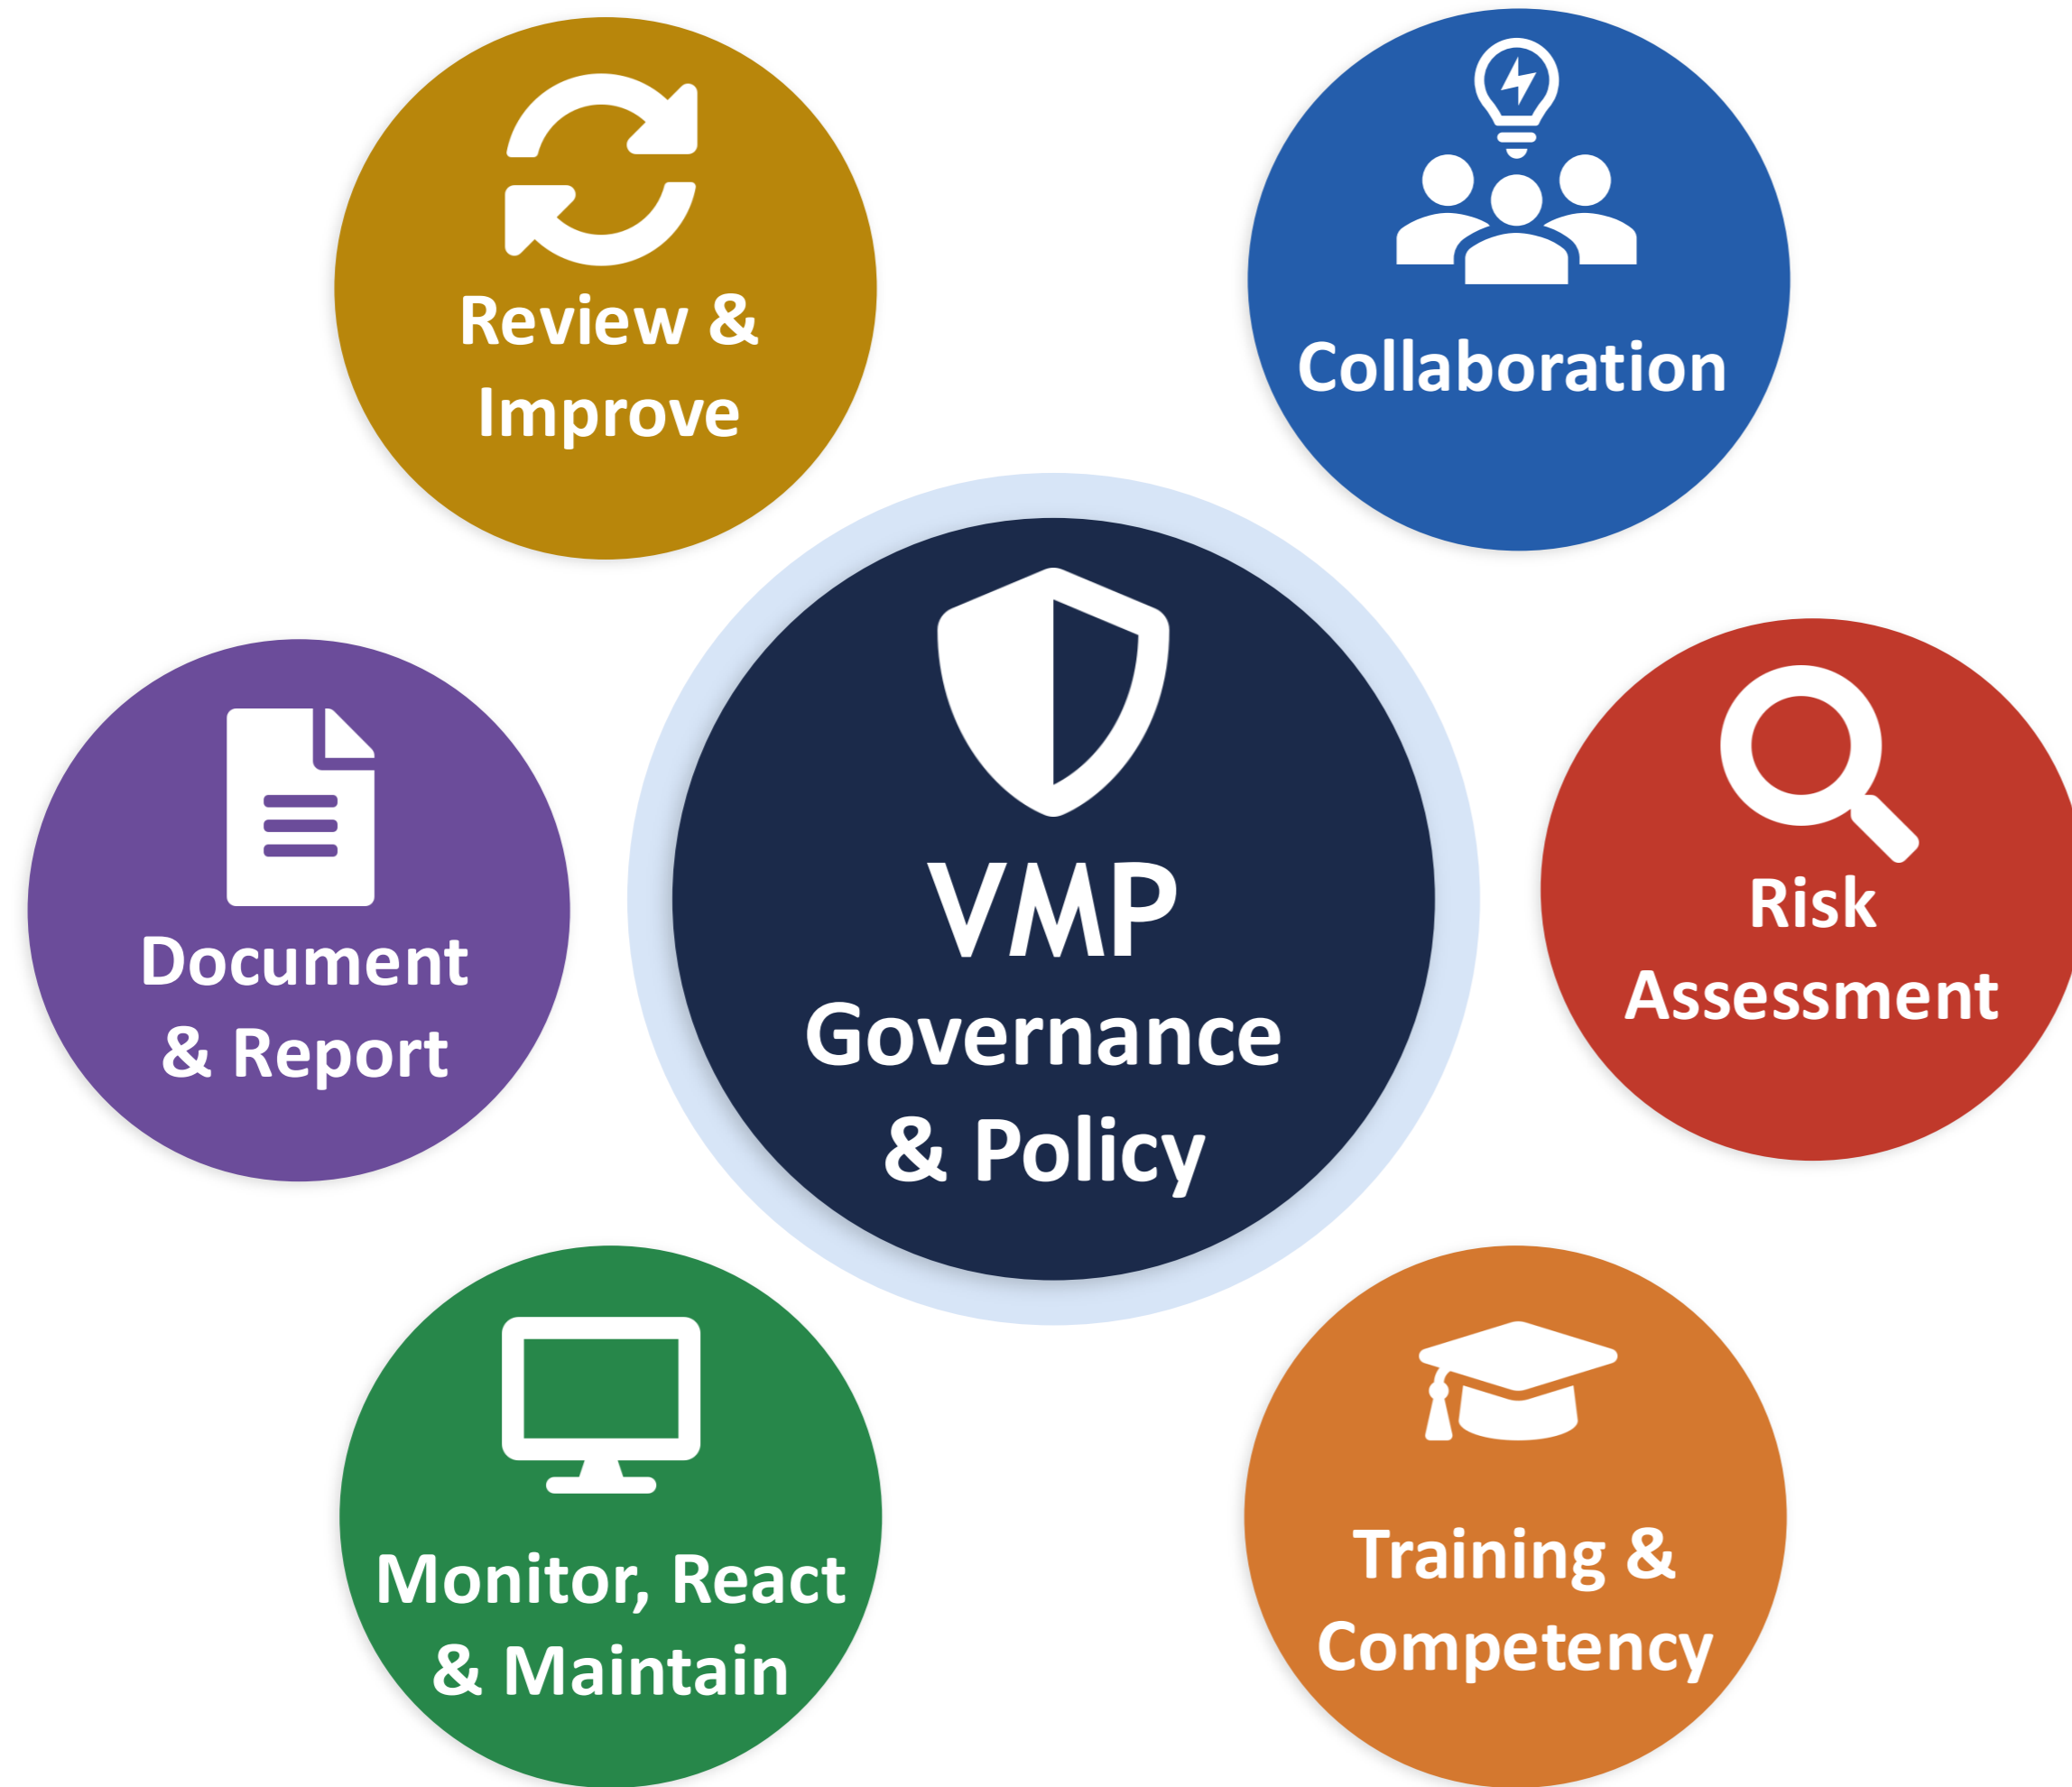 Review &
Improve
Collaboration
VMP
Governance
& Policy
Document
& Report
Risk
Assessment
Monitor, React
& Maintain
Training &
Competency